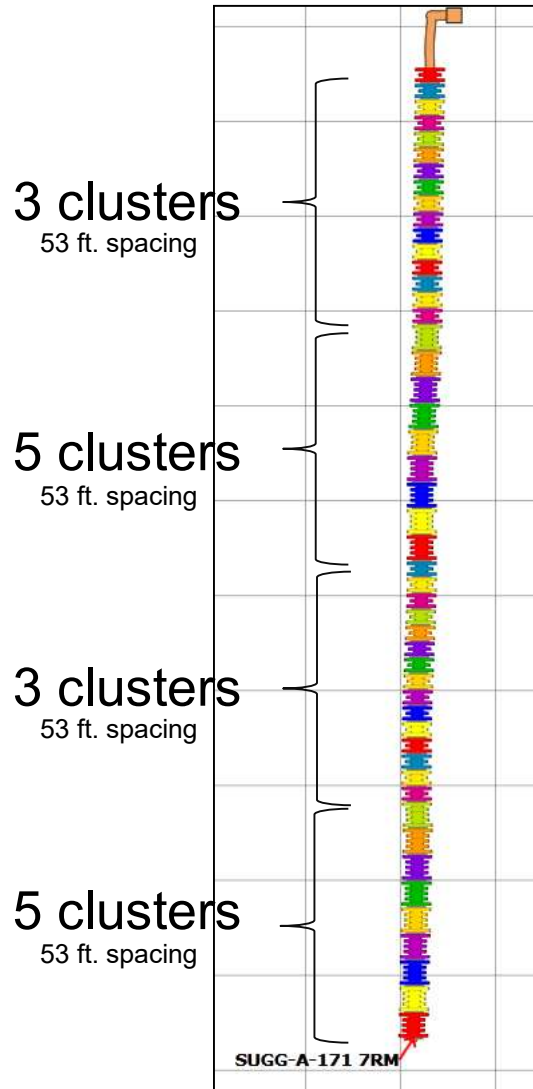 3 clusters
53 ft. spacing
5 clusters
53 ft. spacing
3 clusters
53 ft. spacing
5 clusters
53 ft. spacing
SUGG-A-171 7RM